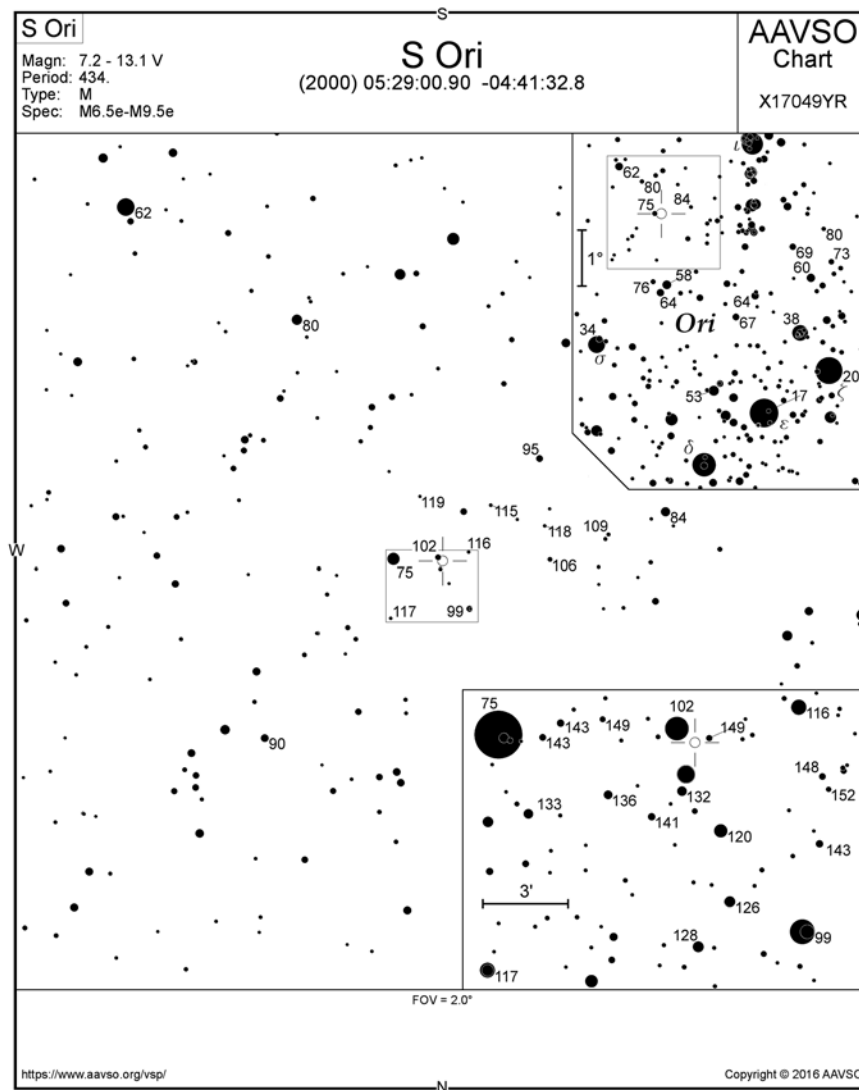 S
S Ori
Magn: 7.2 - 13.1 V
Period: 434.
Type: M
Spec: M6.5e-M9.5e
S Ori
(2000) 05:29:00.90 -04:41:32.8
AAVSO
Chart
X17049YR
ι
62
80
75
84
1°
80
69
73
60
58
76
64
64
67
38
Ori
34
σ
20
ζ
53
17
ε
δ
62
80
95
119
115
118
109
84
W
102
116
75
106
117
99
90
75
143
149
143
102
149
116
148
152
136
132
133
141
120
143
3'
126
128
99
117
FOV = 2.0°
https://www.aavso.org/vsp/
N
Copyright © 2016 AAVSO